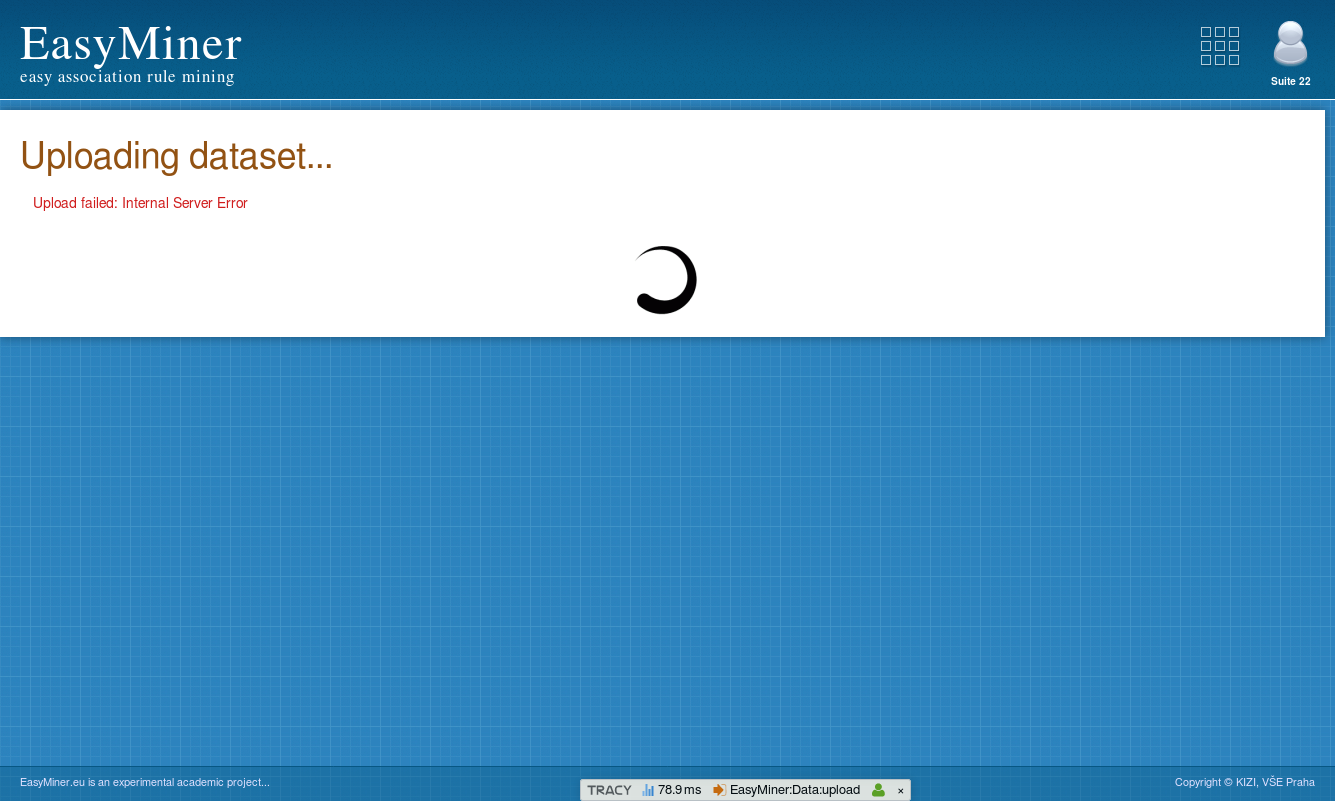 EasyMiner
easy association rule mining
Suite 22
Uploading dataset...
Upload failed: Internal Server Error
EasyMiner.eu is an experimental academic project...
TRACY 78.9 ms EasyMiner:Data:upload ×
Copyright © KIZI, VŠE Praha